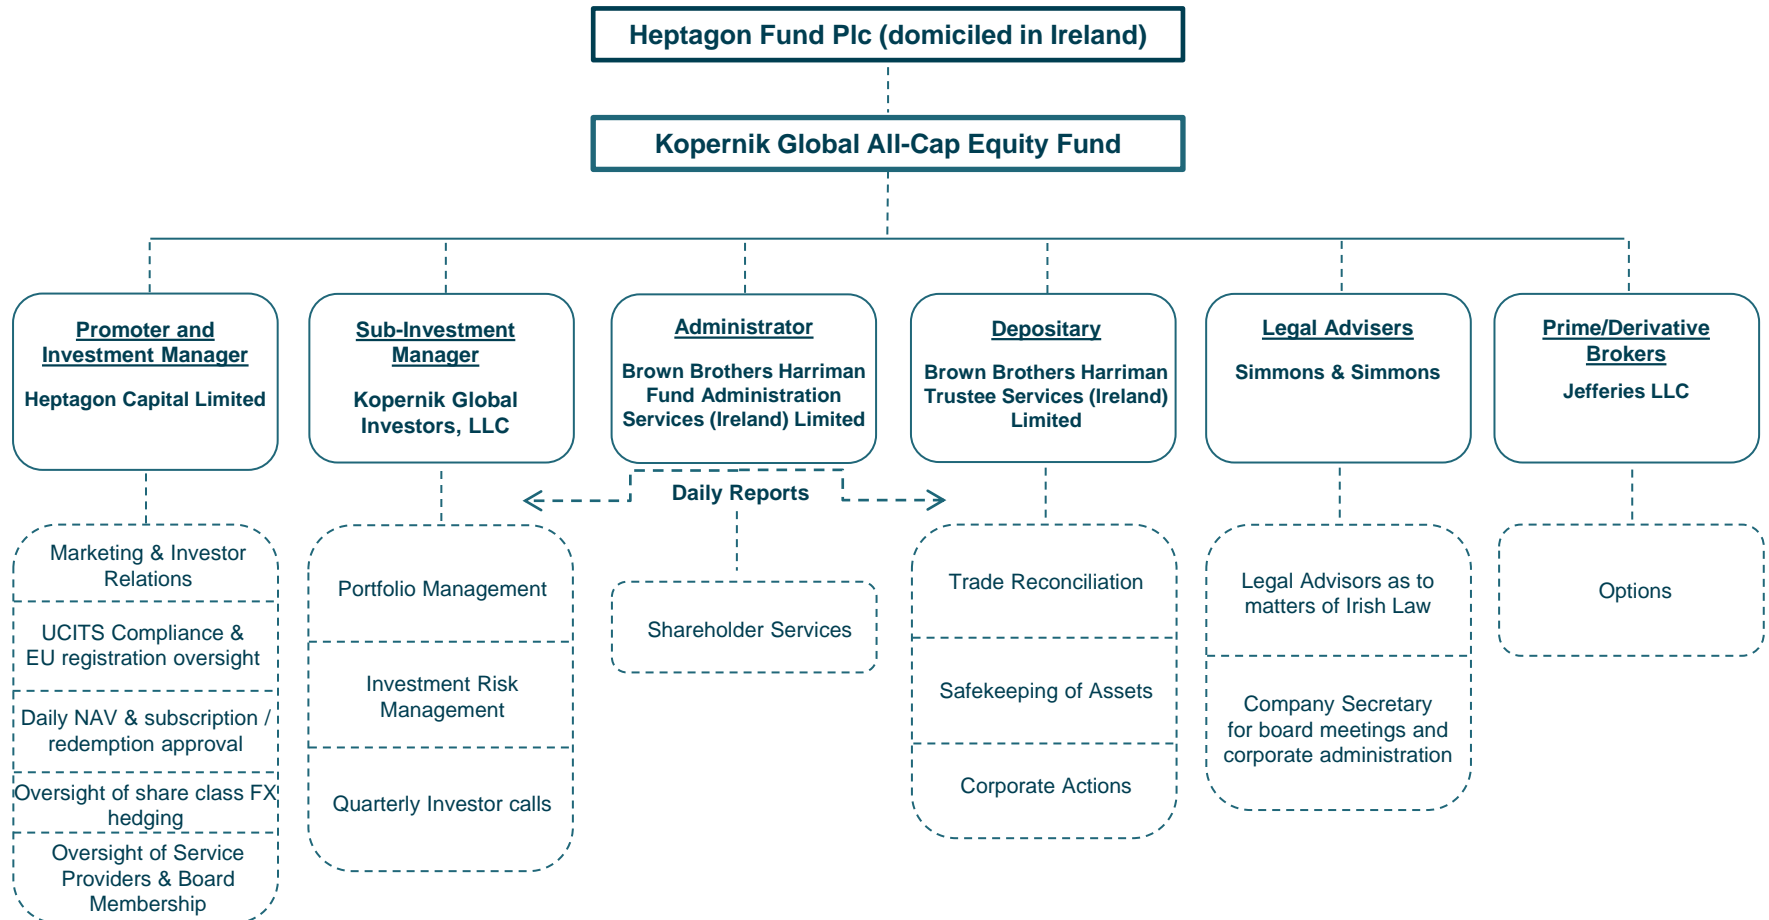 Heptagon Fund Plc (domiciled in Ireland)
Kopernik Global All-Cap Equity Fund
Promoter and
Investment Manager
Heptagon Capital Limited
Sub-Investment
Manager
Kopernik Global
Investors, LLC
Administrator
Brown Brothers Harriman
Fund Administration
Services (Ireland) Limited
Depositary
Brown Brothers Harriman
Trustee Services (Ireland)
Limited
Legal Advisers
Simmons & Simmons
Prime/Derivative
Brokers
Jefferies LLC
Daily Reports
Marketing & Investor
Relations
UCITS Compliance &
EU registration oversight
Daily NAV & subscription /
redemption approval
Oversight of share class FX
hedging
Oversight of Service
Providers & Board
Membership
Portfolio Management
Investment Risk
Management
Quarterly Investor calls
Shareholder Services
Trade Reconciliation
Safekeeping of Assets
Corporate Actions
Legal Advisors as to
matters of Irish Law
Company Secretary
for board meetings and
corporate administration
Options